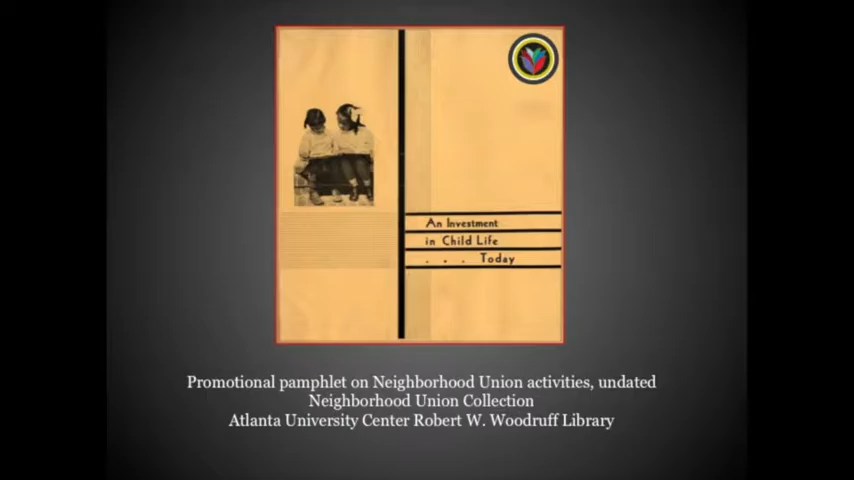 An Investment
in Child Life
. . . Today
Promotional pamphlet on Neighborhood Union activities, undated
Neighborhood Union Collection
Atlanta University Center Robert W. Woodruff Library